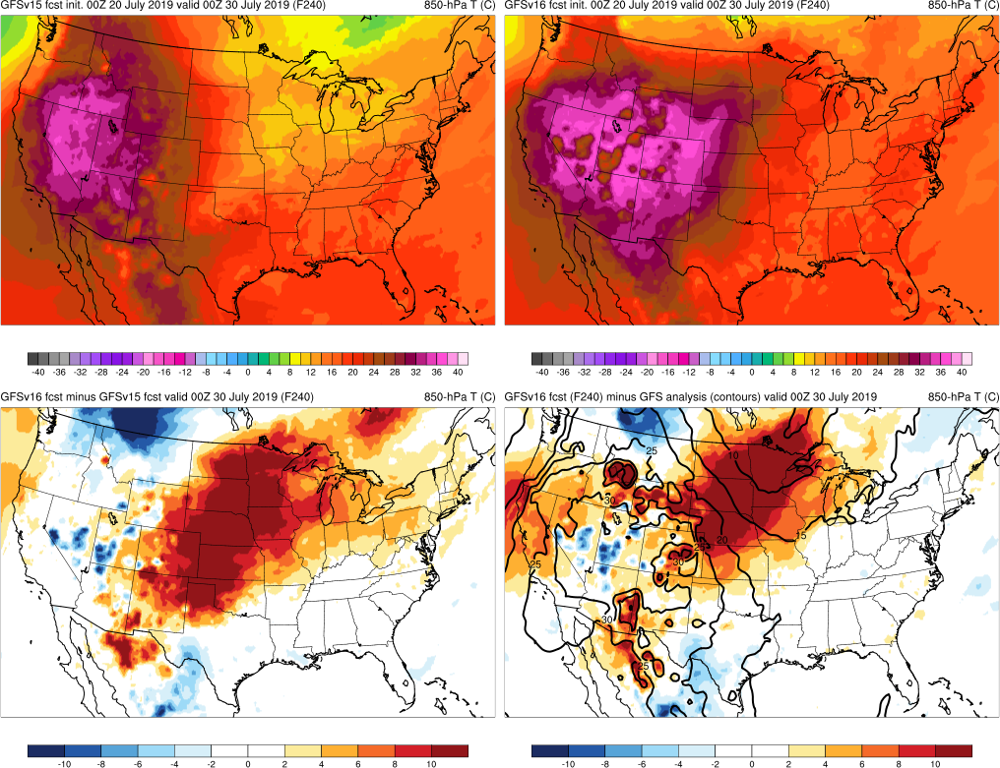 GFSv15 fcst init. 00Z 20 July 2019 valid 00Z 30 July 2019 (F240) 850-hPa T (C)
GFSv16 fcst init. 00Z 20 July 2019 valid 00Z 30 July 2019 (F240) 850-hPa T (C)
-40 -36 -32 -28 -24 -20 -16 -12 -8 -4 0 4 8 12 16 20 24 28 32 36 40
-40 -36 -32 -28 -24 -20 -16 -12 -8 -4 0 4 8 12 16 20 24 28 32 36 40
GFSv16 fcst minus GFSv15 fcst valid 00Z 30 July 2019 (F240) 850-hPa T (C)
GFSv16 fcst (F240) minus GFS analysis (contours) valid 00Z 30 July 2019 850-hPa T (C)
25
10
30
15
20
25
30
25
30
25
-10 -8 -6 -4 -2 0 2 4 6 8 10
-10 -8 -6 -4 -2 0 2 4 6 8 10